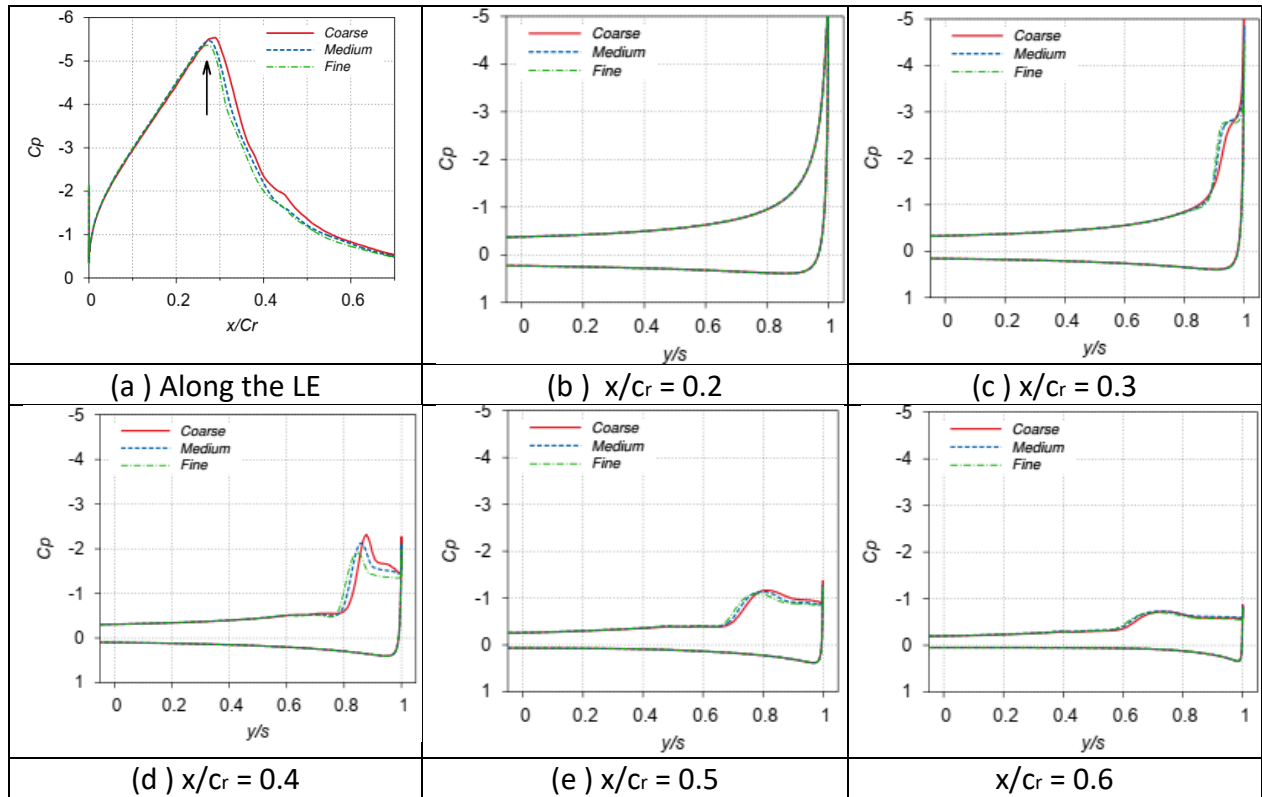 -6
-5
-4
-3
-2
-1
0
Cp
Coarse
Medium
Fine
0 0.2 0.4 0.6
x/Cr
(a ) Along the LE
-5
-4
-3
-2
-1
0
1
Cp
Coarse
Medium
Fine
0 0.2 0.4 0.6 0.8 1
y/s
(b ) x/cr = 0.2
-5
-4
-3
-2
-1
0
1
Cp
Coarse
Medium
Fine
0 0.2 0.4 0.6 0.8 1
y/s
(c ) x/cr = 0.3
-5
-4
-3
-2
-1
0
1
Cp
Coarse
Medium
Fine
0 0.2 0.4 0.6 0.8 1
y/s
(d ) x/cr = 0.4
-5
-4
-3
-2
-1
0
1
Cp
Coarse
Medium
Fine
0 0.2 0.4 0.6 0.8 1
y/s
(e ) x/cr = 0.5
-5
-4
-3
-2
-1
0
1
Cp
Coarse
Medium
Fine
0 0.2 0.4 0.6 0.8 1
y/s
x/cr = 0.6